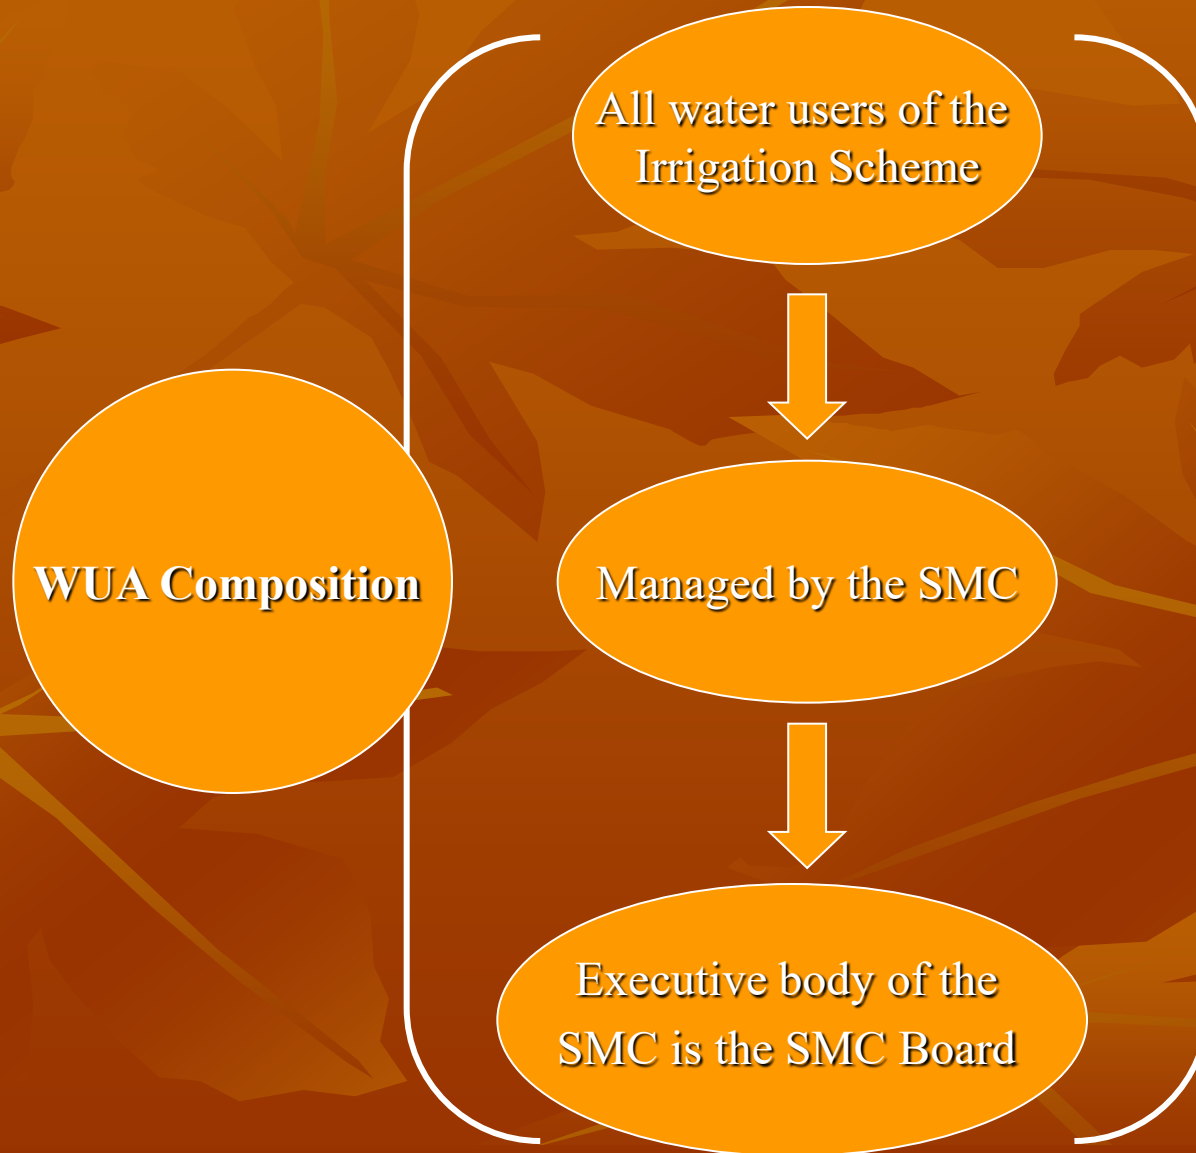 All water users of the
Irrigation Scheme
WUA Composition
Managed by the SMC
Executive body of the
SMC is the SMC Board